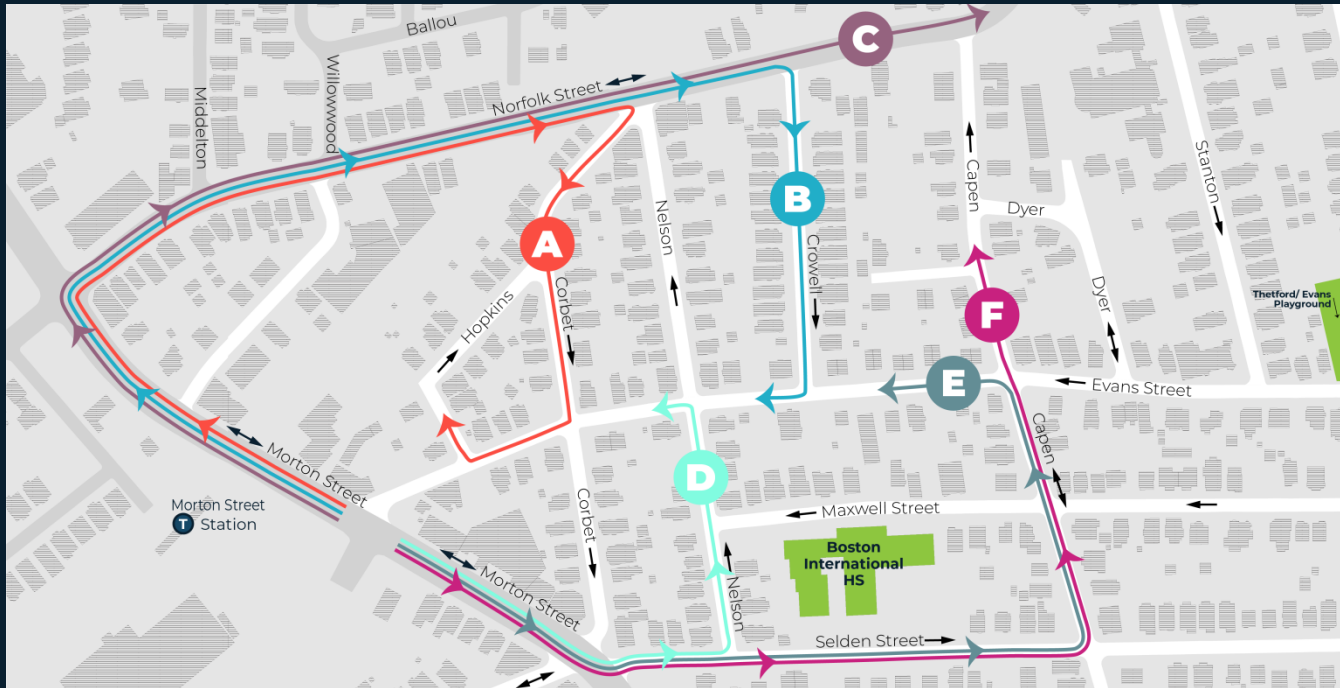 Ballou
C
Willowwood
Middelton
Norfolk Street
Stanton
Capen
B
Dyer
Nelson
A
Crowell
Dyer
Corbet
Hopkins
F
Thetford/ Evans
Playground
E
Evans Street
Capen
Morton Street
D
Corbet
Morton Street
T Station
Maxwell Street
Boston
International
HS
Morton Street
Nelson
Selden Street